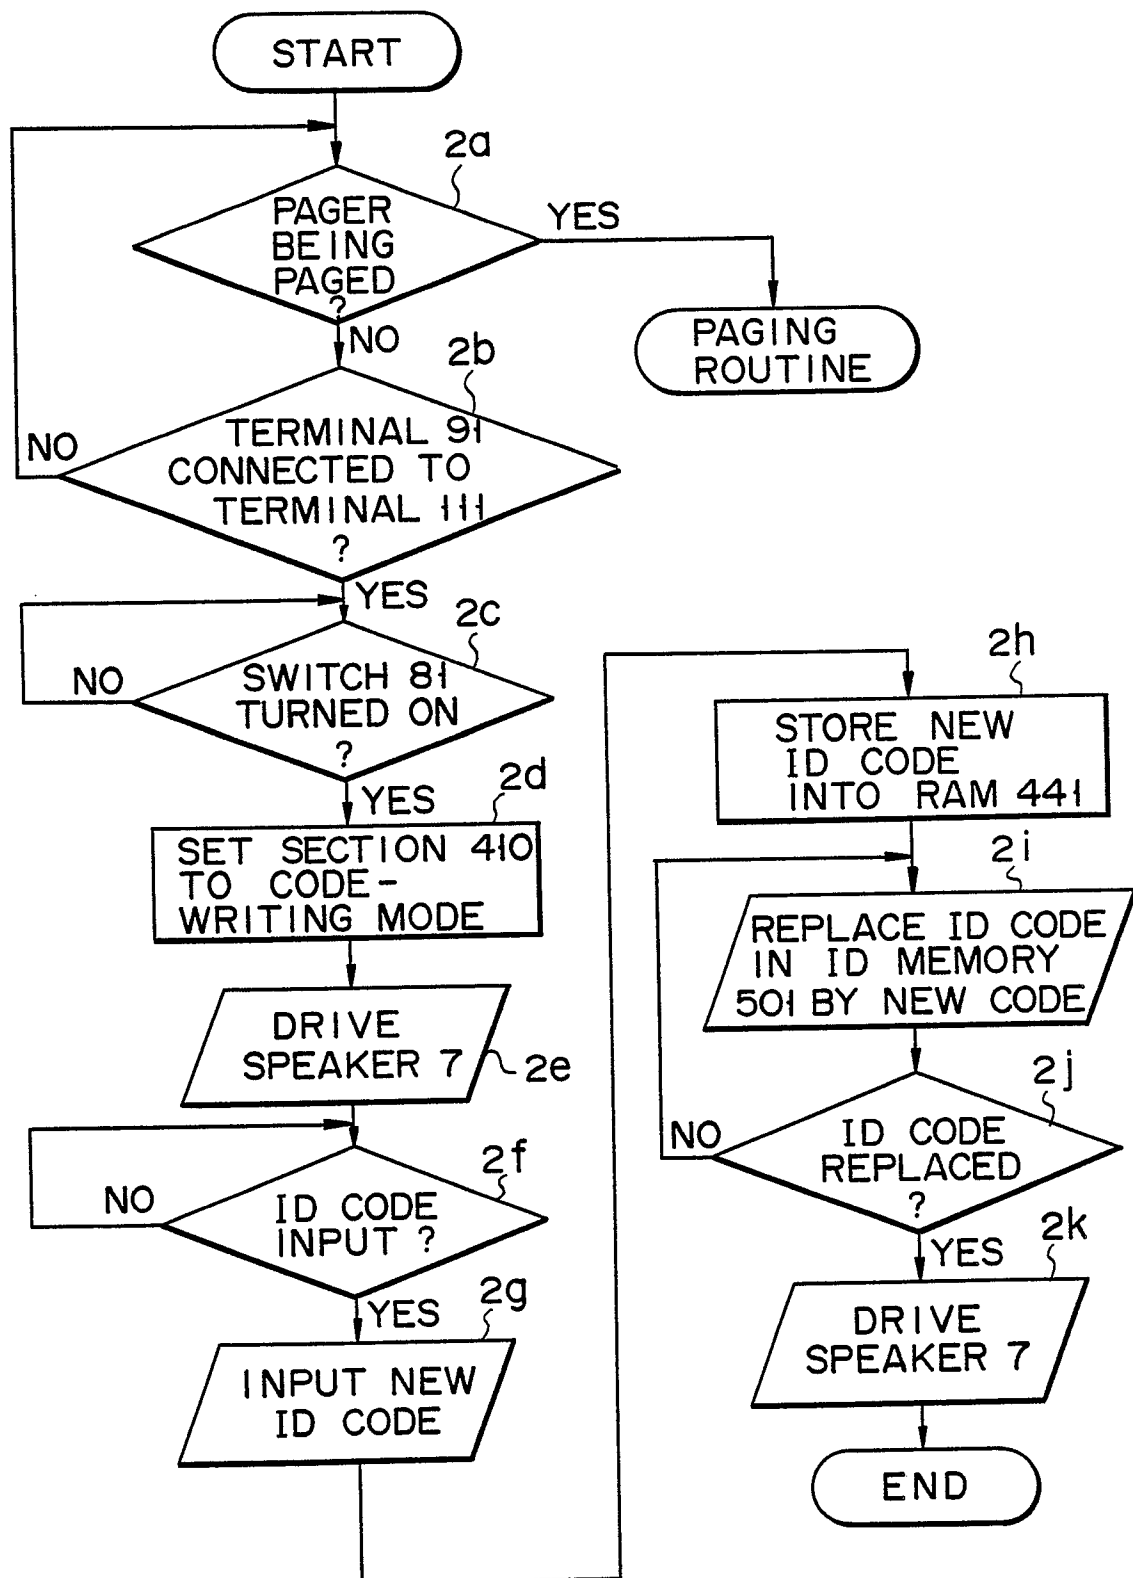 START
2a
PAGER
BEING
PAGED
?
YES
PAGING
ROUTINE
NO
2b
TERMINAL 91
CONNECTED TO
TERMINAL 111
?
NO
YES
2c
SWITCH 81
TURNED ON
?
NO
YES
2d
SET SECTION 410
TO CODE-
WRITING MODE
DRIVE
SPEAKER 7
2e
2f
ID CODE
INPUT ?
NO
YES
2g
INPUT NEW
ID CODE
2h
STORE NEW
ID CODE
INTO RAM 441
2i
REPLACE ID CODE
IN ID MEMORY
501 BY NEW CODE
2j
ID CODE
REPLACED
?
NO
YES
2k
DRIVE
SPEAKER 7
END